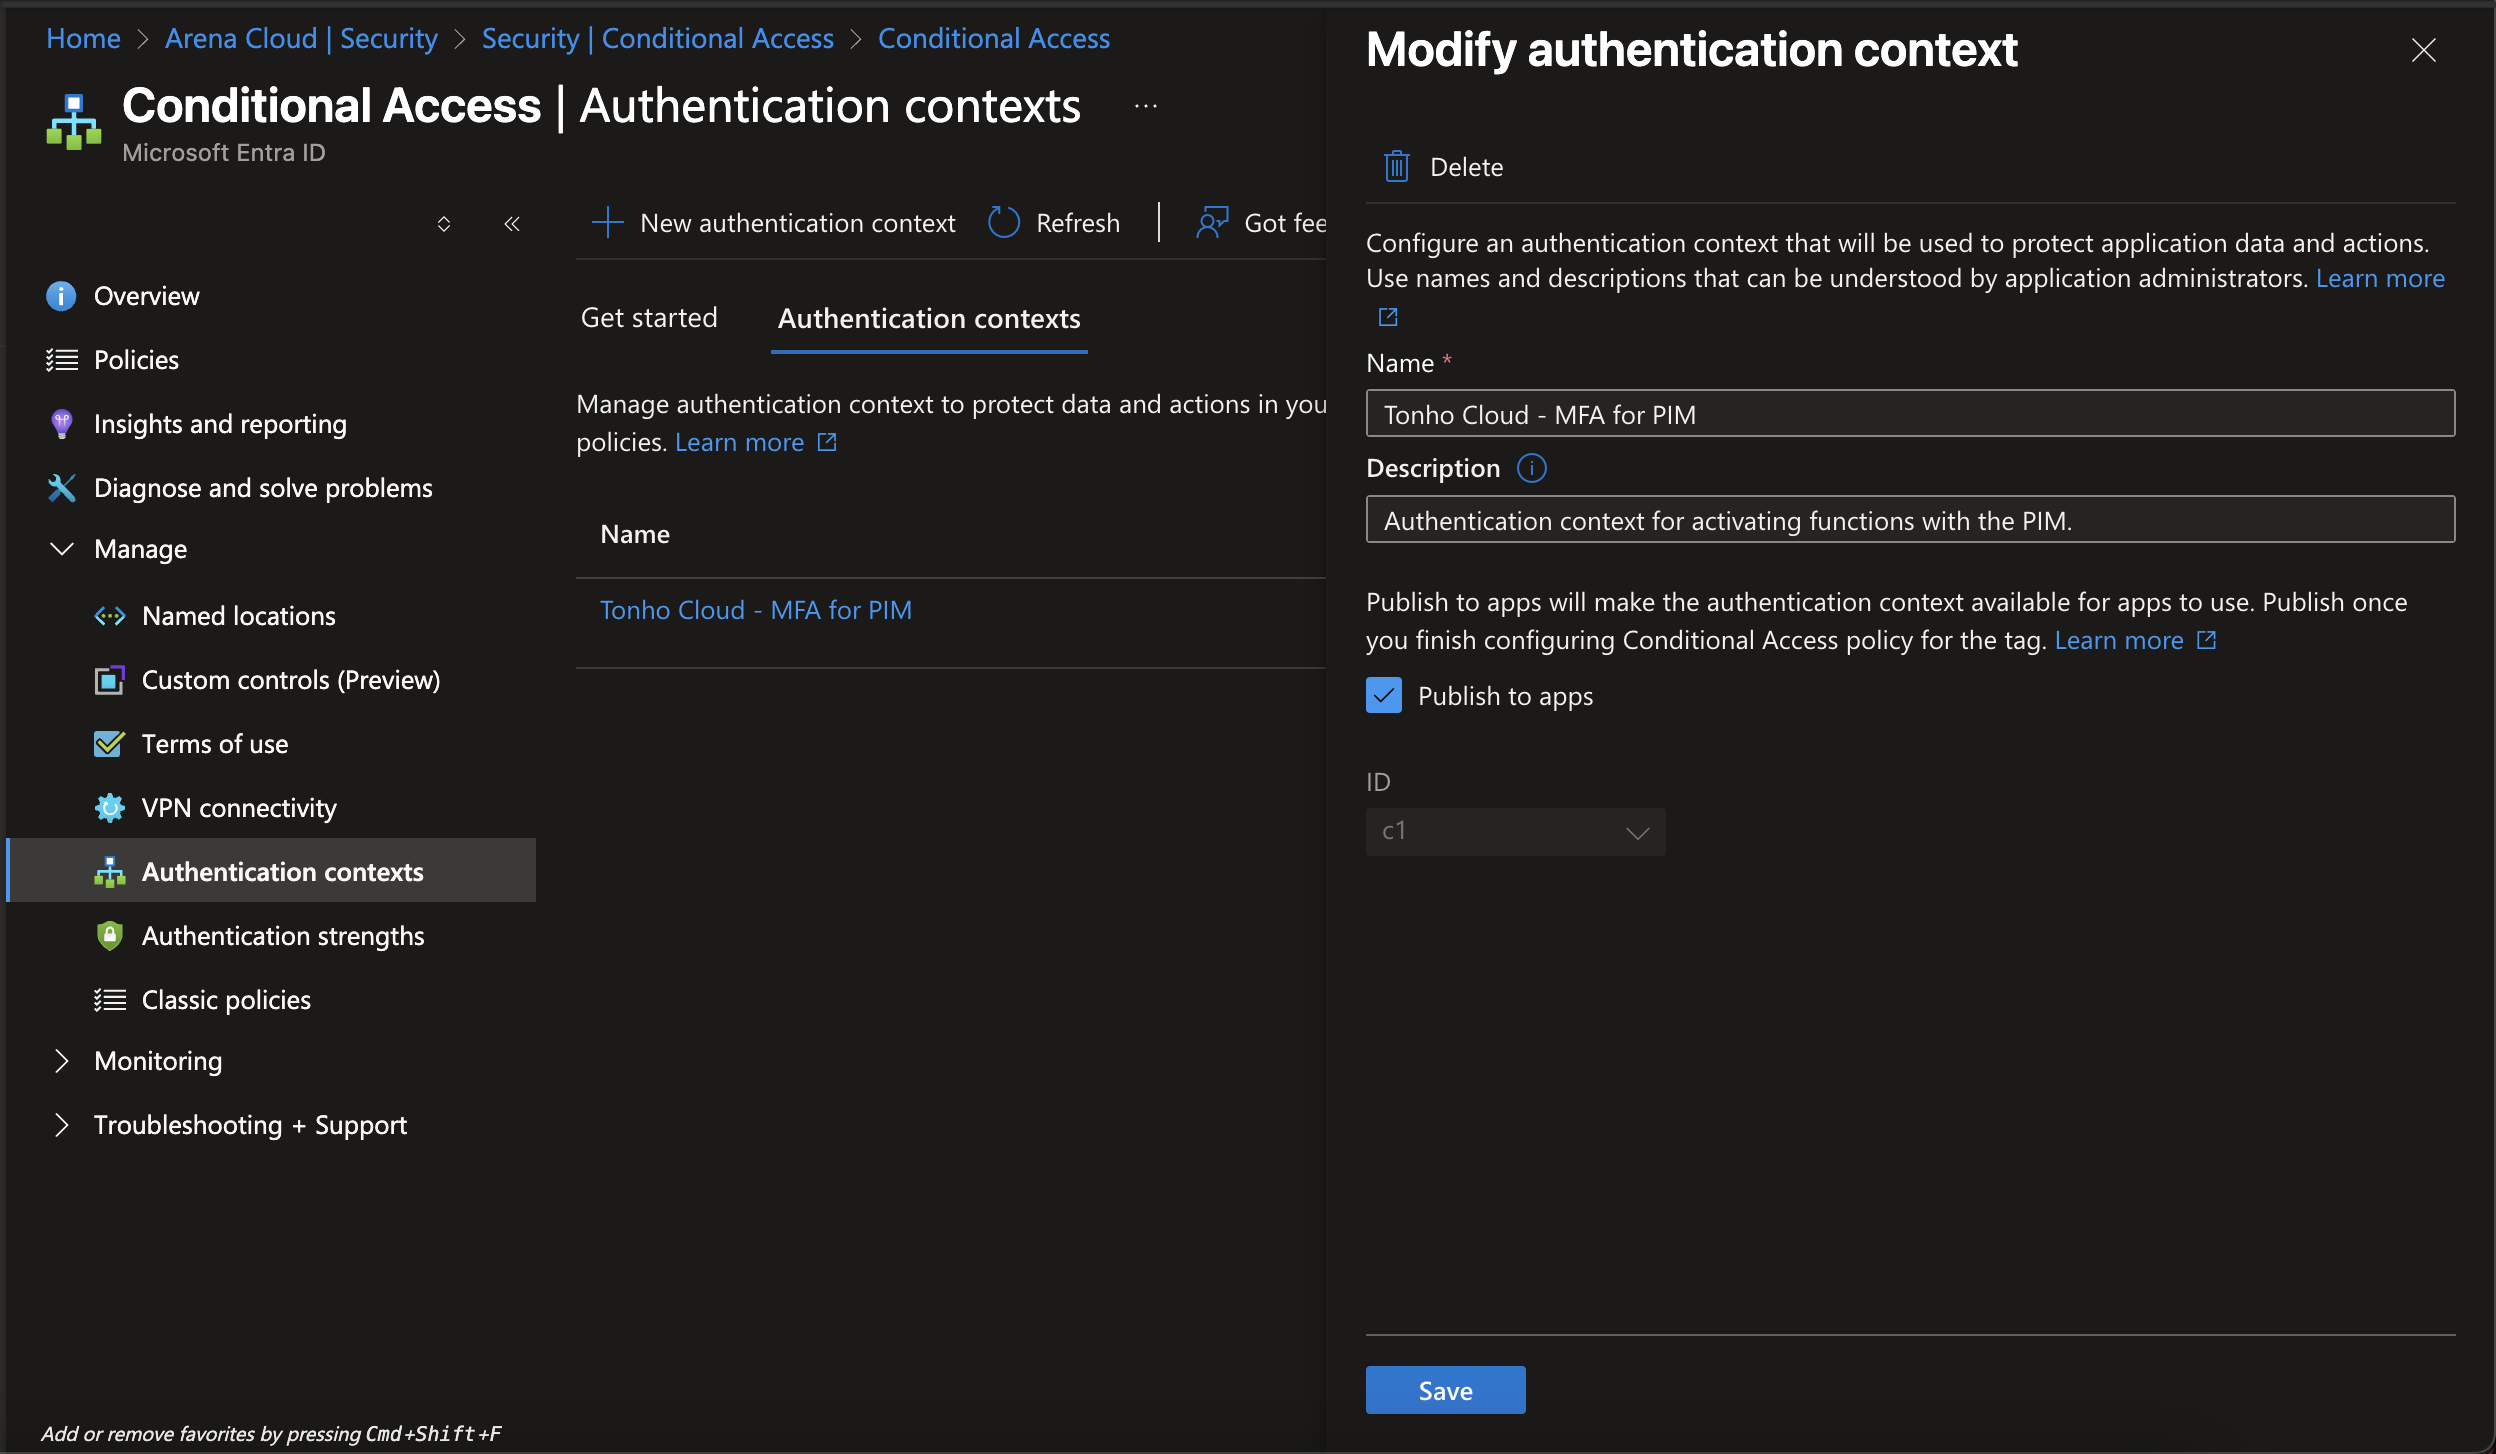 Home > Arena Cloud | Security > Security | Conditional Access > Conditional Access
Conditional Access | Authentication contexts ...
Microsoft Entra ID
Overview
Policies
Insights and reporting
Diagnose and solve problems
Manage
Named locations
Custom controls (Preview)
Terms of use
VPN connectivity
Authentication contexts
Authentication strengths
Classic policies
Monitoring
Troubleshooting + Support
Add or remove favorites by pressing Cmd+Shift+F
New authentication context
Refresh
Got fee
Get started
Authentication contexts
Manage authentication context to protect data and actions in you
policies. Learn more
Name
Tonho Cloud - MFA for PIM
Modify authentication context
Delete
Configure an authentication context that will be used to protect application data and actions.
Use names and descriptions that can be understood by application administrators. Learn more
Name *
Tonho Cloud - MFA for PIM
Description
Authentication context for activating functions with the PIM.
Publish to apps will make the authentication context available for apps to use. Publish once
you finish configuring Conditional Access policy for the tag. Learn more
Publish to apps
ID
c1
Save